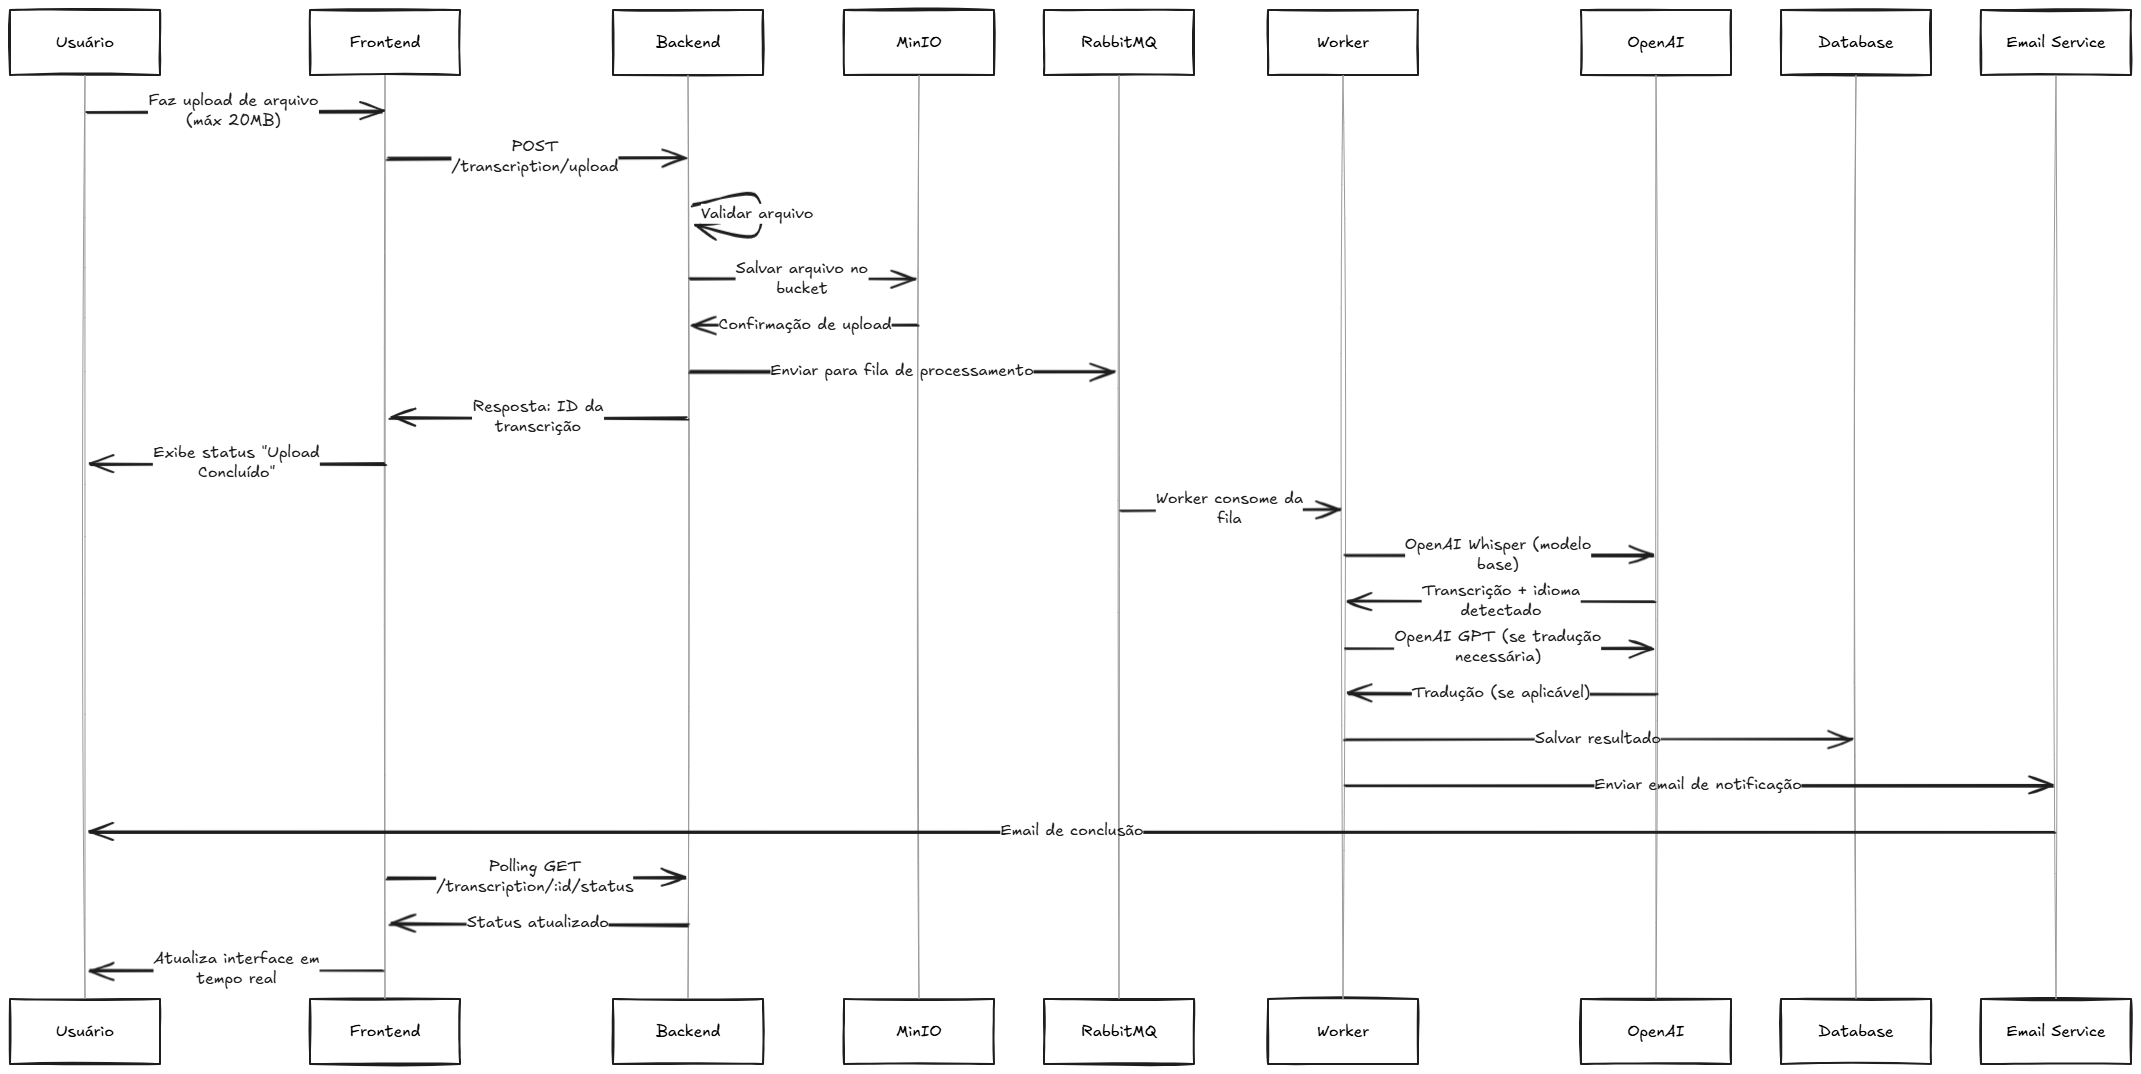 Usuário
Frontend
Backend
MinIO
RabbitMQ
Worker
OpenAI
Database
Email Service
Faz upload de arquivo
(máx 20MB)
POST
/transcription/upload
Validar arquivo
Salvar arquivo no
bucket
Confirmação de upload
Enviar para fila de processamento
Resposta: ID da
transcrição
Exibe status "Upload
Concluído"
Worker consome da
fila
OpenAI Whisper (modelo
base)
Transcrição + idioma
detectado
OpenAI GPT (se tradução
necessária)
Tradução (se aplicável)
Salvar resultado
Enviar email de notificação
Email de conclusão
Polling GET
/transcription/:id/status
Status atualizado
Atualiza interface em
tempo real
Usuário
Frontend
Backend
MinIO
RabbitMQ
Worker
OpenAI
Database
Email Service